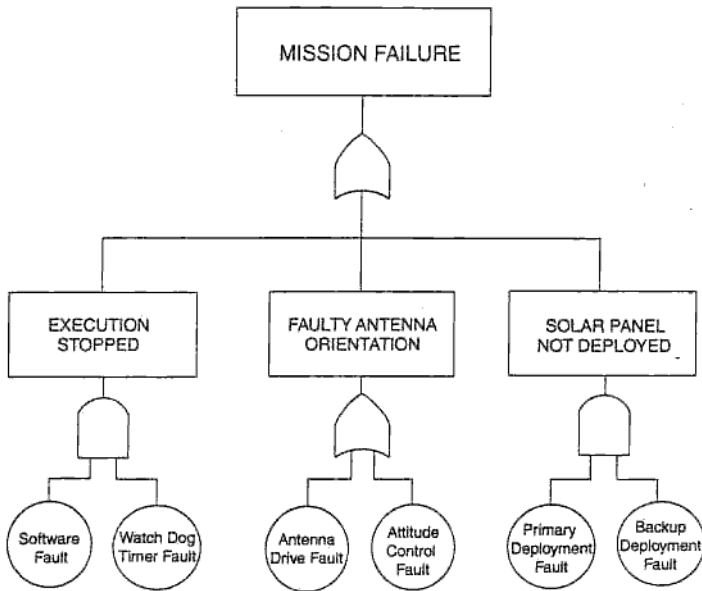 MISSION FAILURE
EXECUTION
STOPPED
FAULTY ANTENNA
ORIENTATION
SOLAR PANEL
NOT DEPLOYED
Software
Fault
Watch Dog
Timer Fault
Antenna
Drive Fault
Attitude
Control
Fault
Primary
Deployment
Fault
Backup
Deployment
Fault